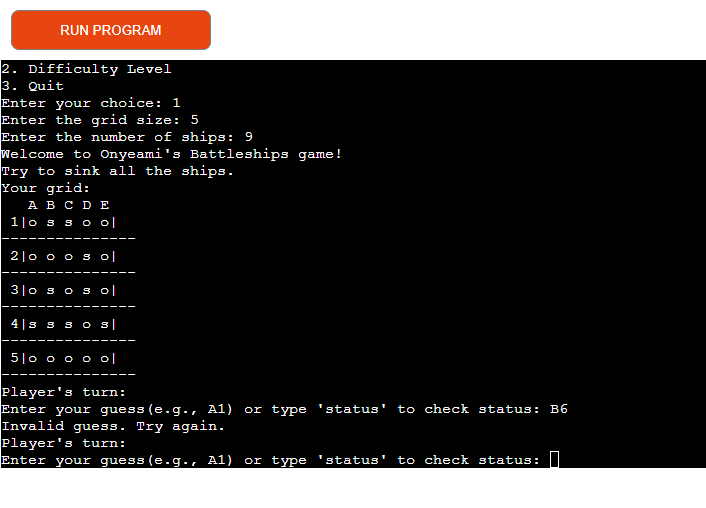 RUN PROGRAM
2. Difficulty Level
3. Quit
Enter your choice: 1
Enter the grid size: 5
Enter the number of ships: 9
Welcome to Onyeami's Battleships game!
Try to sink all the ships.
Your grid:
A B C D E
1|o s s o o|
---------------
2|o o o s o|
---------------
3|o s o s o|
---------------
4|s s s o s|
---------------
5|o o o o o|
---------------
Player's turn:
Enter your guess(e.g., A1) or type 'status' to check status: B6
Invalid guess. Try again.
Player's turn:
Enter your guess(e.g., A1) or type 'status' to check status: